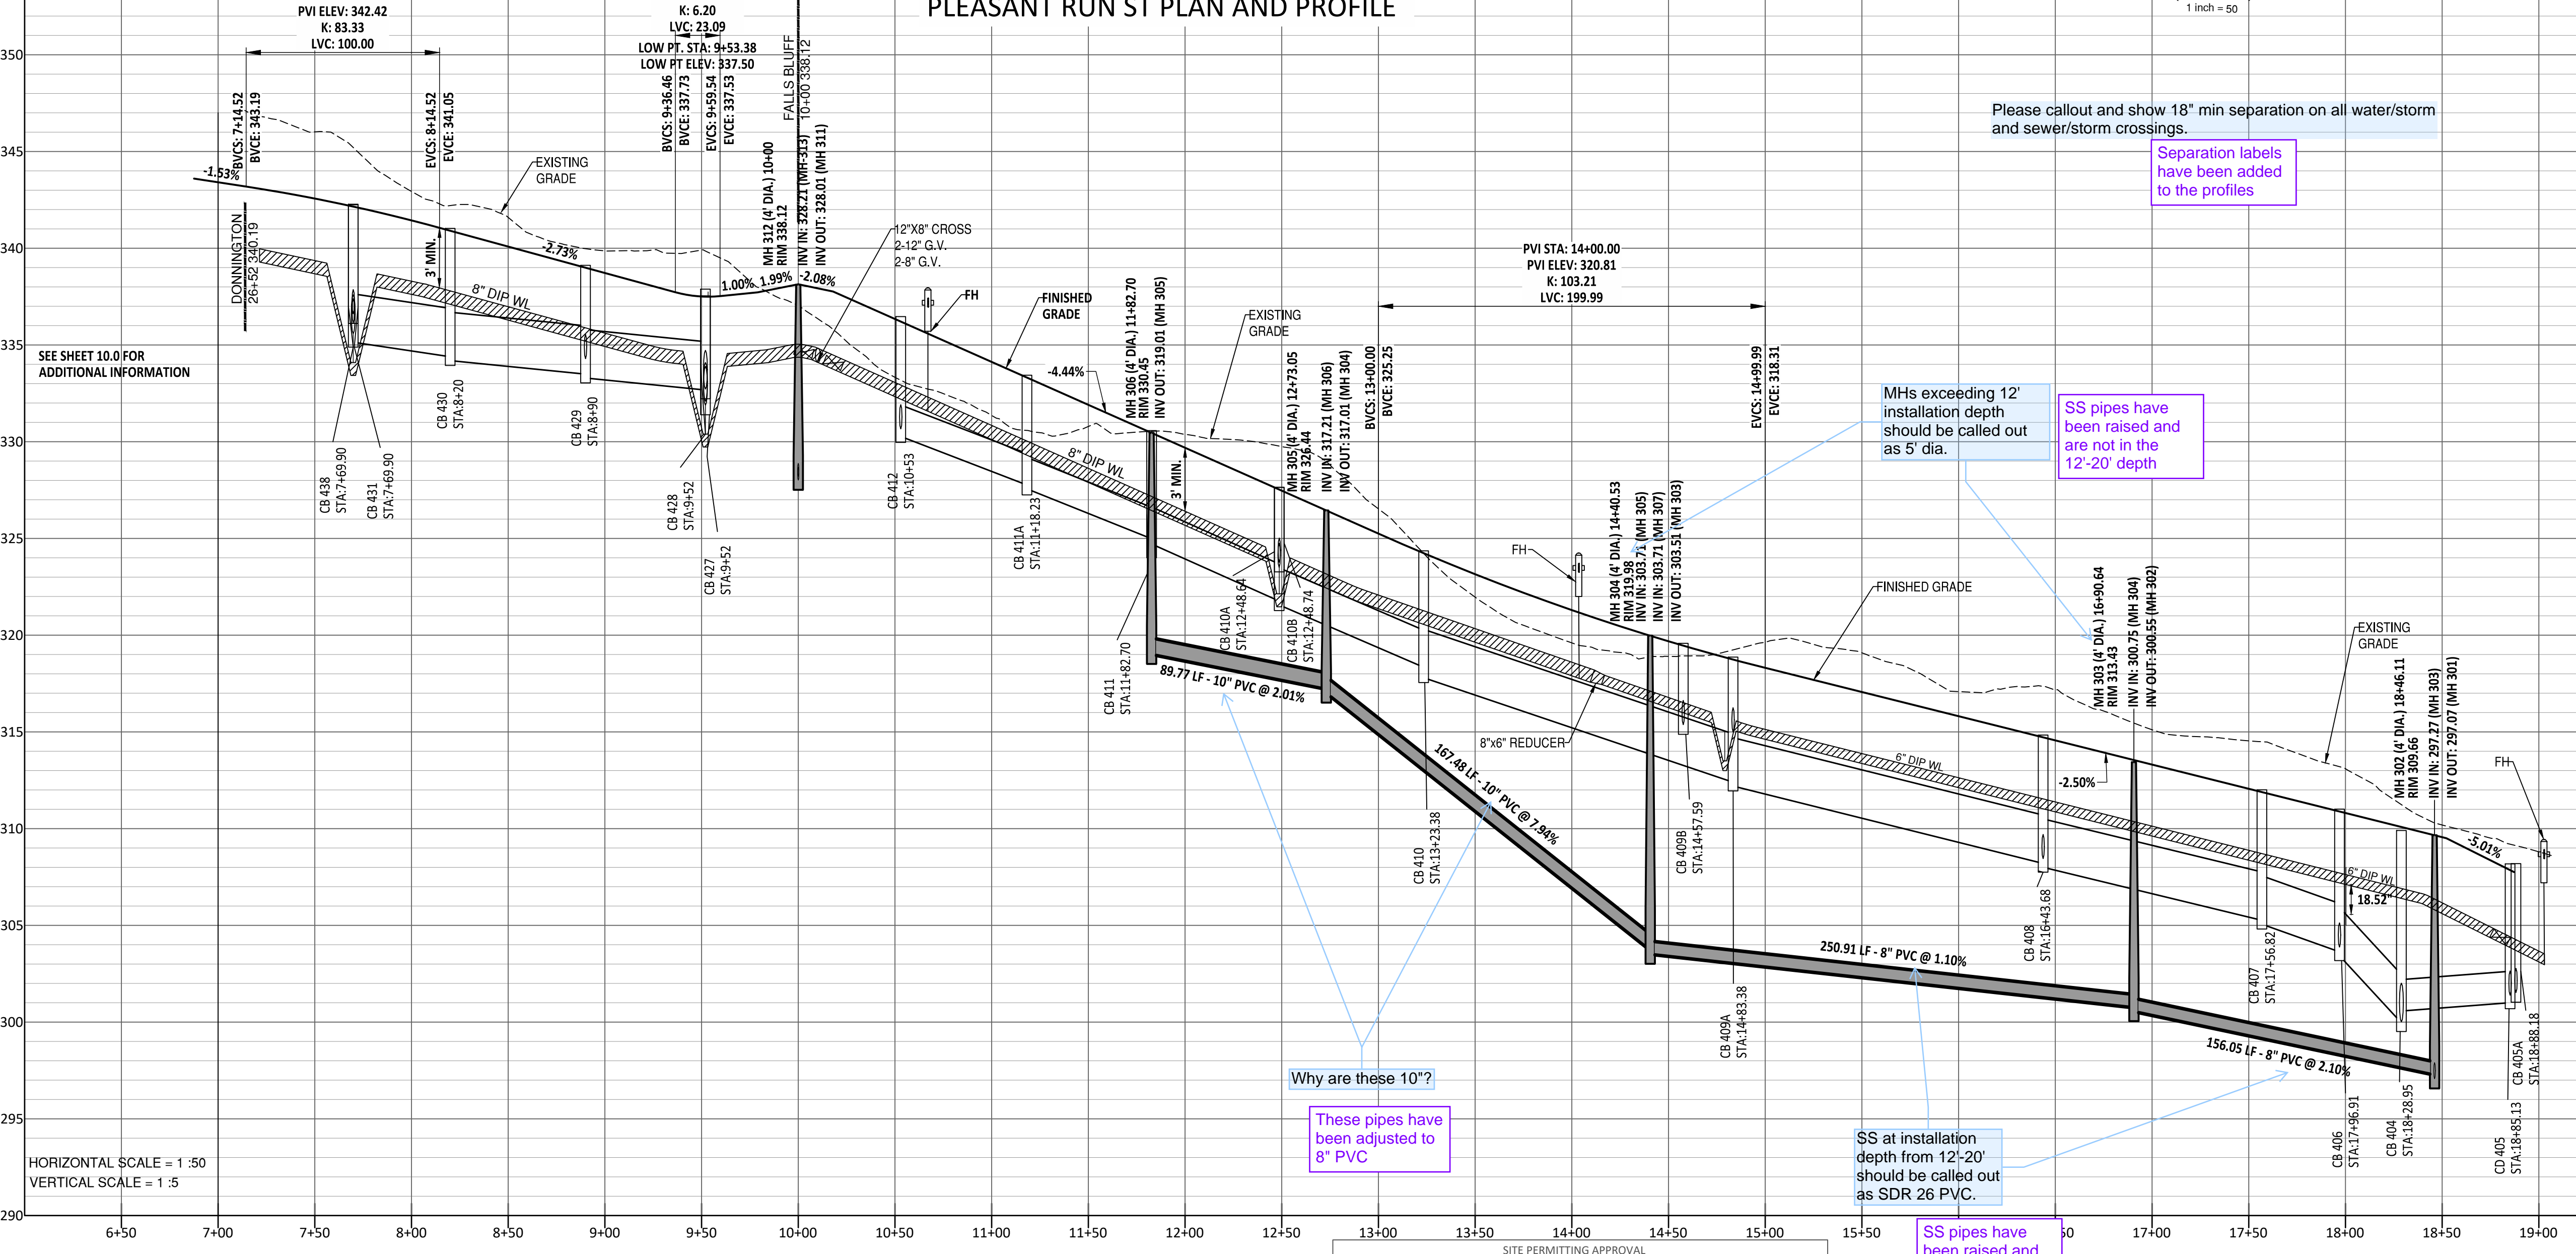 PLEASANT RUN ST PLAN AND PROFILE
1 inch = 50
PVI ELEV: 342.42
K: 83.33
LVC: 100.00
K: 6.20
LVC: 23.09
LOW PT. STA: 9+53.38
LOW PT ELEV: 337.50
BVCS: 7+14.52
BVCE: 343.19
EVCS: 8+14.52
EVCE: 341.05
BVCS: 9+36.46
BVCE: 337.73
EVCS: 9+59.54
EVCE: 337.53
FALLS BLUFF
10+00 338.12
MH 312 (4' DIA.) 10+00
RIM 338.12
INV IN: 328.21 (MH-313)
INV OUT: 328.01 (MH 311)
Please callout and show 18" min separation on all water/storm
and sewer/storm crossings.
Separation labels
have been added
to the profiles
-1.53%
EXISTING
GRADE
DONNINGTON
26+52 340.19
3' MIN.
-2.73%
8" DIP WL
1.00%
1.99%
-2.08%
12"X8" CROSS
2-12" G.V.
2-8" G.V.
FH
FINISHED
GRADE
-4.44%
MH 306 (4' DIA.) 11+82.70
RIM 330.45
INV OUT: 319.01 (MH 305)
EXISTING
GRADE
MH 305 (4' DIA.) 12+73.05
RIM 326.44
INV IN: 317.21 (MH 306)
INV OUT: 317.01 (MH 304)
BVCS: 13+00.00
BVCE: 325.25
PVI STA: 14+00.00
PVI ELEV: 320.81
K: 103.21
LVC: 199.99
EVCS: 14+99.99
EVCE: 318.31
SEE SHEET 10.0 FOR
ADDITIONAL INFORMATION
MHs exceeding 12'
installation depth
should be called out
as 5' dia.
SS pipes have
been raised and
are not in the
12'-20' depth
CB 438
STA:7+69.90
CB 431
STA:7+69.90
CB 430
STA:8+20
CB 429
STA:8+90
CB 428
STA:9+52
CB 427
STA:9+52
CB 412
STA:10+53
CB 411A
STA:11+18.23
8" DIP WL
3' MIN.
CB 411
STA:11+82.70
CB 410A
STA:12+48.64
CB 410B
STA:12+48.74
89.77 LF - 10" PVC @ 2.01%
FH
MH 304 (4' DIA.) 14+40.53
RIM 319.98
INV IN: 303.71 (MH 305)
INV IN: 303.71 (MH 307)
INV OUT: 303.51 (MH 303)
FINISHED GRADE
8"x6" REDUCER
167.48 LF - 10" PVC @ 7.94%
CB 410
STA:13+23.38
CB 409B
STA:14+57.59
CB 409A
STA:14+83.38
6" DIP WL
-2.50%
MH 303 (4' DIA.) 16+90.64
RIM 313.43
INV IN: 300.75 (MH 304)
INV OUT: 300.55 (MH 302)
EXISTING
GRADE
MH 302 (4' DIA.) 18+46.11
RIM 309.66
INV IN: 297.27 (MH 303)
INV OUT: 297.07 (MH 301)
FH
-5.01%
6" DIP WL
18.52"
250.91 LF - 8" PVC @ 1.10%
CB 408
STA:16+43.68
CB 407
STA:17+56.82
156.05 LF - 8" PVC @ 2.10%
CB 406
STA:17+96.91
CB 404
STA:18+28.95
CD 405
STA:18+85.13
CB 405A
STA:18+88.18
Why are these 10"?
These pipes have
been adjusted to
8" PVC
SS at installation
depth from 12'-20'
should be called out
as SDR 26 PVC.
SS pipes have
been raised and
HORIZONTAL SCALE = 1 :50
VERTICAL SCALE = 1 :5
350
345
340
335
330
325
320
315
310
305
300
295
290
6+50 7+00 7+50 8+00 8+50 9+00 9+50 10+00 10+50 11+00 11+50 12+00 12+50 13+00 13+50 14+00 14+50 15+00 15+50 50 17+00 17+50 18+00 18+50 19+00
SITE PERMITTING APPROVAL